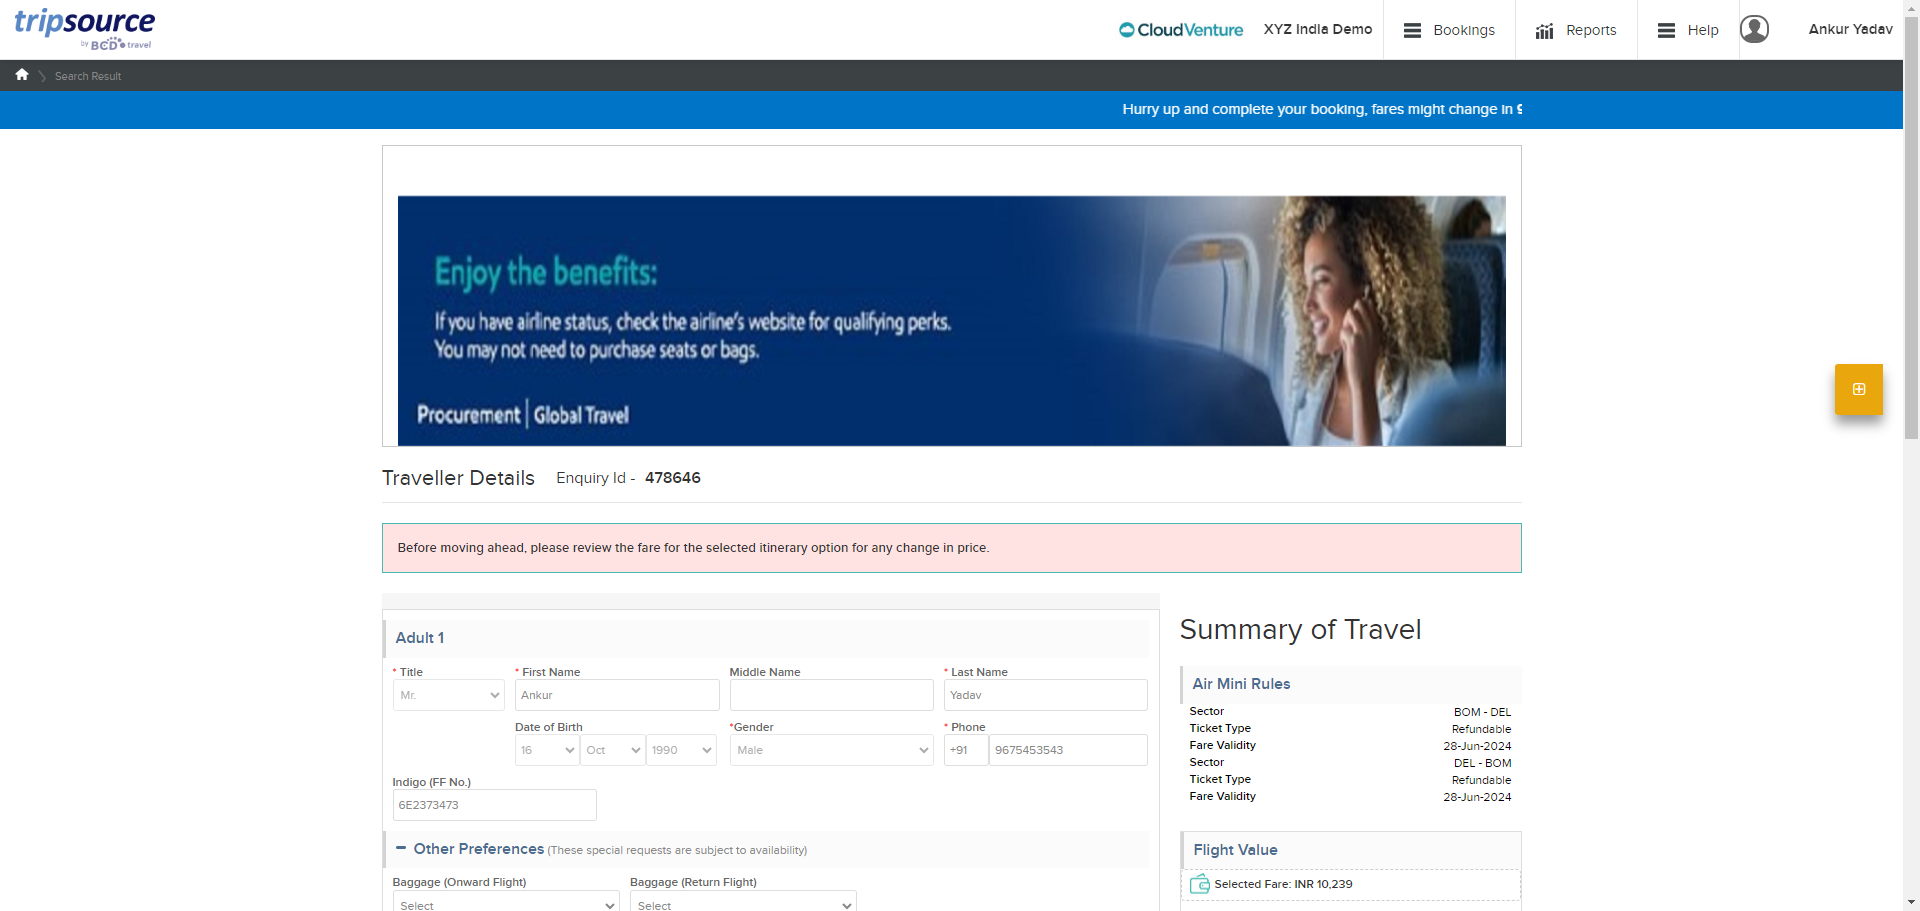 tripsource
by BCD travel
CloudVenture
XYZ India Demo
Bookings
Reports
Help
Ankur Yadav
Search Result
Hurry up and complete your booking, fares might change in
Enjoy the benefits:
If you have airline status, check the airline's website for qualifying perks.
You may not need to purchase seats or bags.
Procurement | Global Travel
Traveller Details Enquiry Id - 478646
Before moving ahead, please review the fare for the selected itinerary option for any change in price.
Adult 1
* Title * First Name Middle Name * Last Name
Mr. Ankur Yadav
Date of Birth *Gender * Phone
16 Oct 1990 Male +91 9675453543
Indigo (FF No.)
6E2373473
Other Preferences (These special requests are subject to availability)
Baggage (Onward Flight) Baggage (Return Flight)
Select Select
Summary of Travel
Air Mini Rules
Sector BOM - DEL
Ticket Type Refundable
Fare Validity 28-Jun-2024
Sector DEL - BOM
Ticket Type Refundable
Fare Validity 28-Jun-2024
Flight Value
Selected Fare: INR 10,239